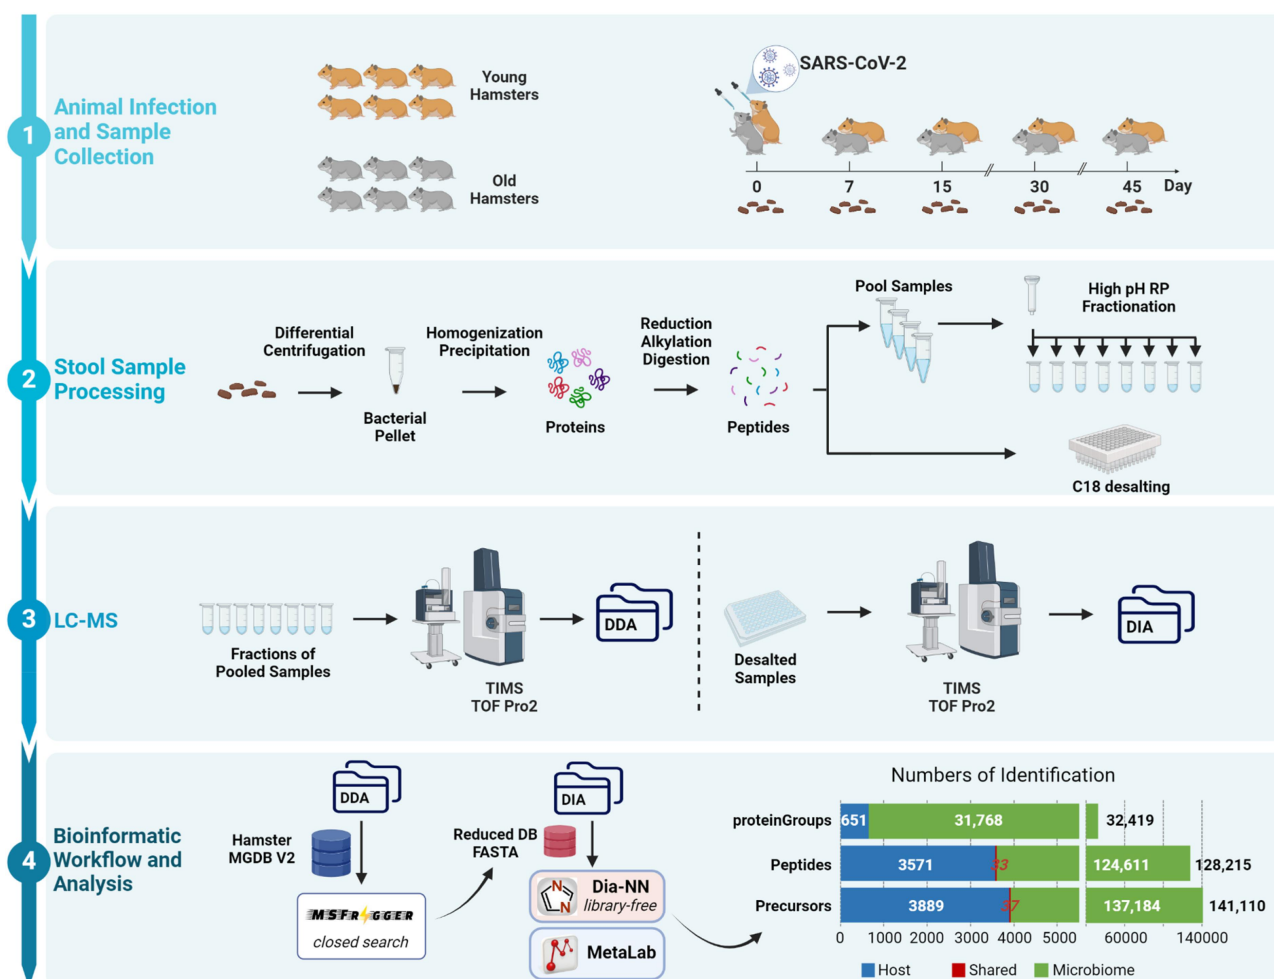 1
Animal Infection
and Sample
Collection
Young
Hamsters
Old
Hamsters
SARS-CoV-2
0 7 15 30 45 Day
2
Stool Sample
Processing
Differential
Centrifugation
Bacterial
Pellet
Homogenization
Precipitation
Proteins
Reduction
Alkylation
Digestion
Peptides
Pool Samples
High pH RP
Fractionation
C18 desalting
3
LC-MS
Fractions of
Pooled Samples
TIMS
TOF Pro2
DDA
Desalted
Samples
TIMS
TOF Pro2
DIA
4
Bioinformatic
Workflow and
Analysis
DDA
Hamster
MGDB V2
MSFragger
closed search
Reduced DB
FASTA
DIA
Dia-NN
library-free
MetaLab
Numbers of Identification
proteinGroups 651 31,768 32,419
Peptides 3571 33 124,611 128,215
Precursors 3889 37 137,184 141,110
0 1000 2000 3000 4000 5000 60000 140000
Host Shared Microbiome